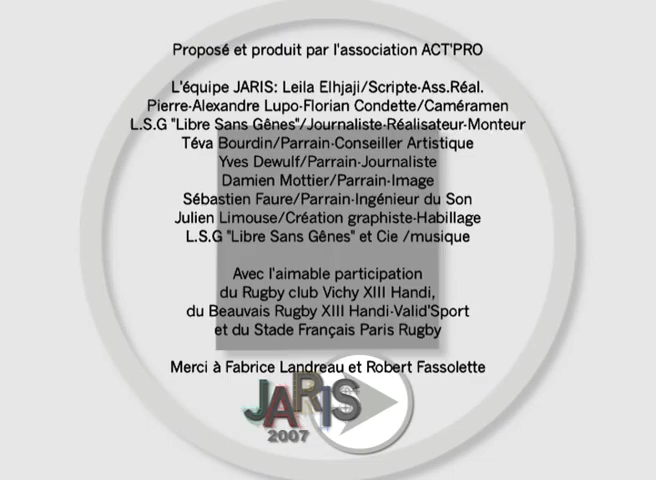 Proposé et produit par l'association ACT'PRO
L'équipe JARIS: Leila Elhjaji/Scripte-Ass.Réal.
Pierre-Alexandre Lupo-Florian Condette/Caméramen
L.S.G "Libre Sans Gênes"/Journaliste-Réalisateur-Monteur
Téva Bourdin/Parrain-Conseiller Artistique
Yves Dewulf/Parrain-Journaliste
Damien Mottier/Parrain-Image
Sébastien Faure/Parrain-Ingénieur du Son
Julien Limouse/Création graphiste-Habillage
L.S.G "Libre Sans Gênes" et Cie /musique
Avec l'aimable participation
du Rugby club Vichy XIII Handi,
du Beauvais Rugby XIII Handi-Valid'Sport
et du Stade Français Paris Rugby
Merci à Fabrice Landreau et Robert Fassolette
JARIS
2007